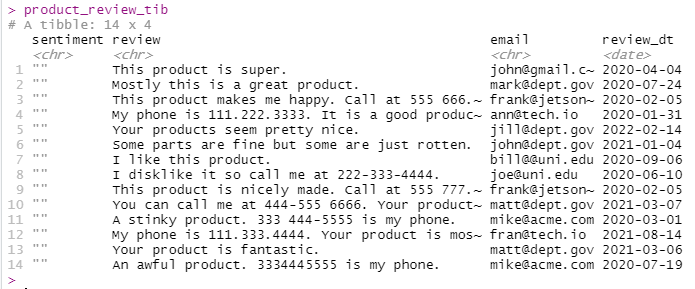 > product_review_tib
# A tibble: 14 x 4
sentiment review email review_dt
<chr> <chr> <chr> <date>
1 "" This product is super. john@gmail.c~ 2020-04-04
2 "" Mostly this is a great product. mark@dept.gov 2020-07-24
3 "" This product makes me happy. Call at 555 666.~ frank@jetson~ 2020-02-05
4 "" My phone is 111.222.3333. It is a good produc~ ann@tech.io 2020-01-31
5 "" Your products seem pretty nice. jill@dept.gov 2022-02-14
6 "" Some parts are fine but some are just rotten. john@dept.gov 2021-01-04
7 "" I like this product. bill@@uni.edu 2020-09-06
8 "" I disklike it so call me at 222-333-4444. joe@uni.edu 2020-06-10
9 "" This product is nicely made. Call at 555 777.~ frank@jetson~ 2020-02-05
10 "" You can call me at 444-555 6666. Your product~ matt@dept.gov 2021-03-07
11 "" A stinky product. 333 444-5555 is my phone. mike@acme.com 2020-03-01
12 "" My phone is 111.333.4444. Your product is mos~ fran@tech.io 2021-08-14
13 "" Your product is fantastic. matt@dept.gov 2021-03-06
14 "" An awful product. 3334445555 is my phone. mike@acme.com 2020-07-19
>